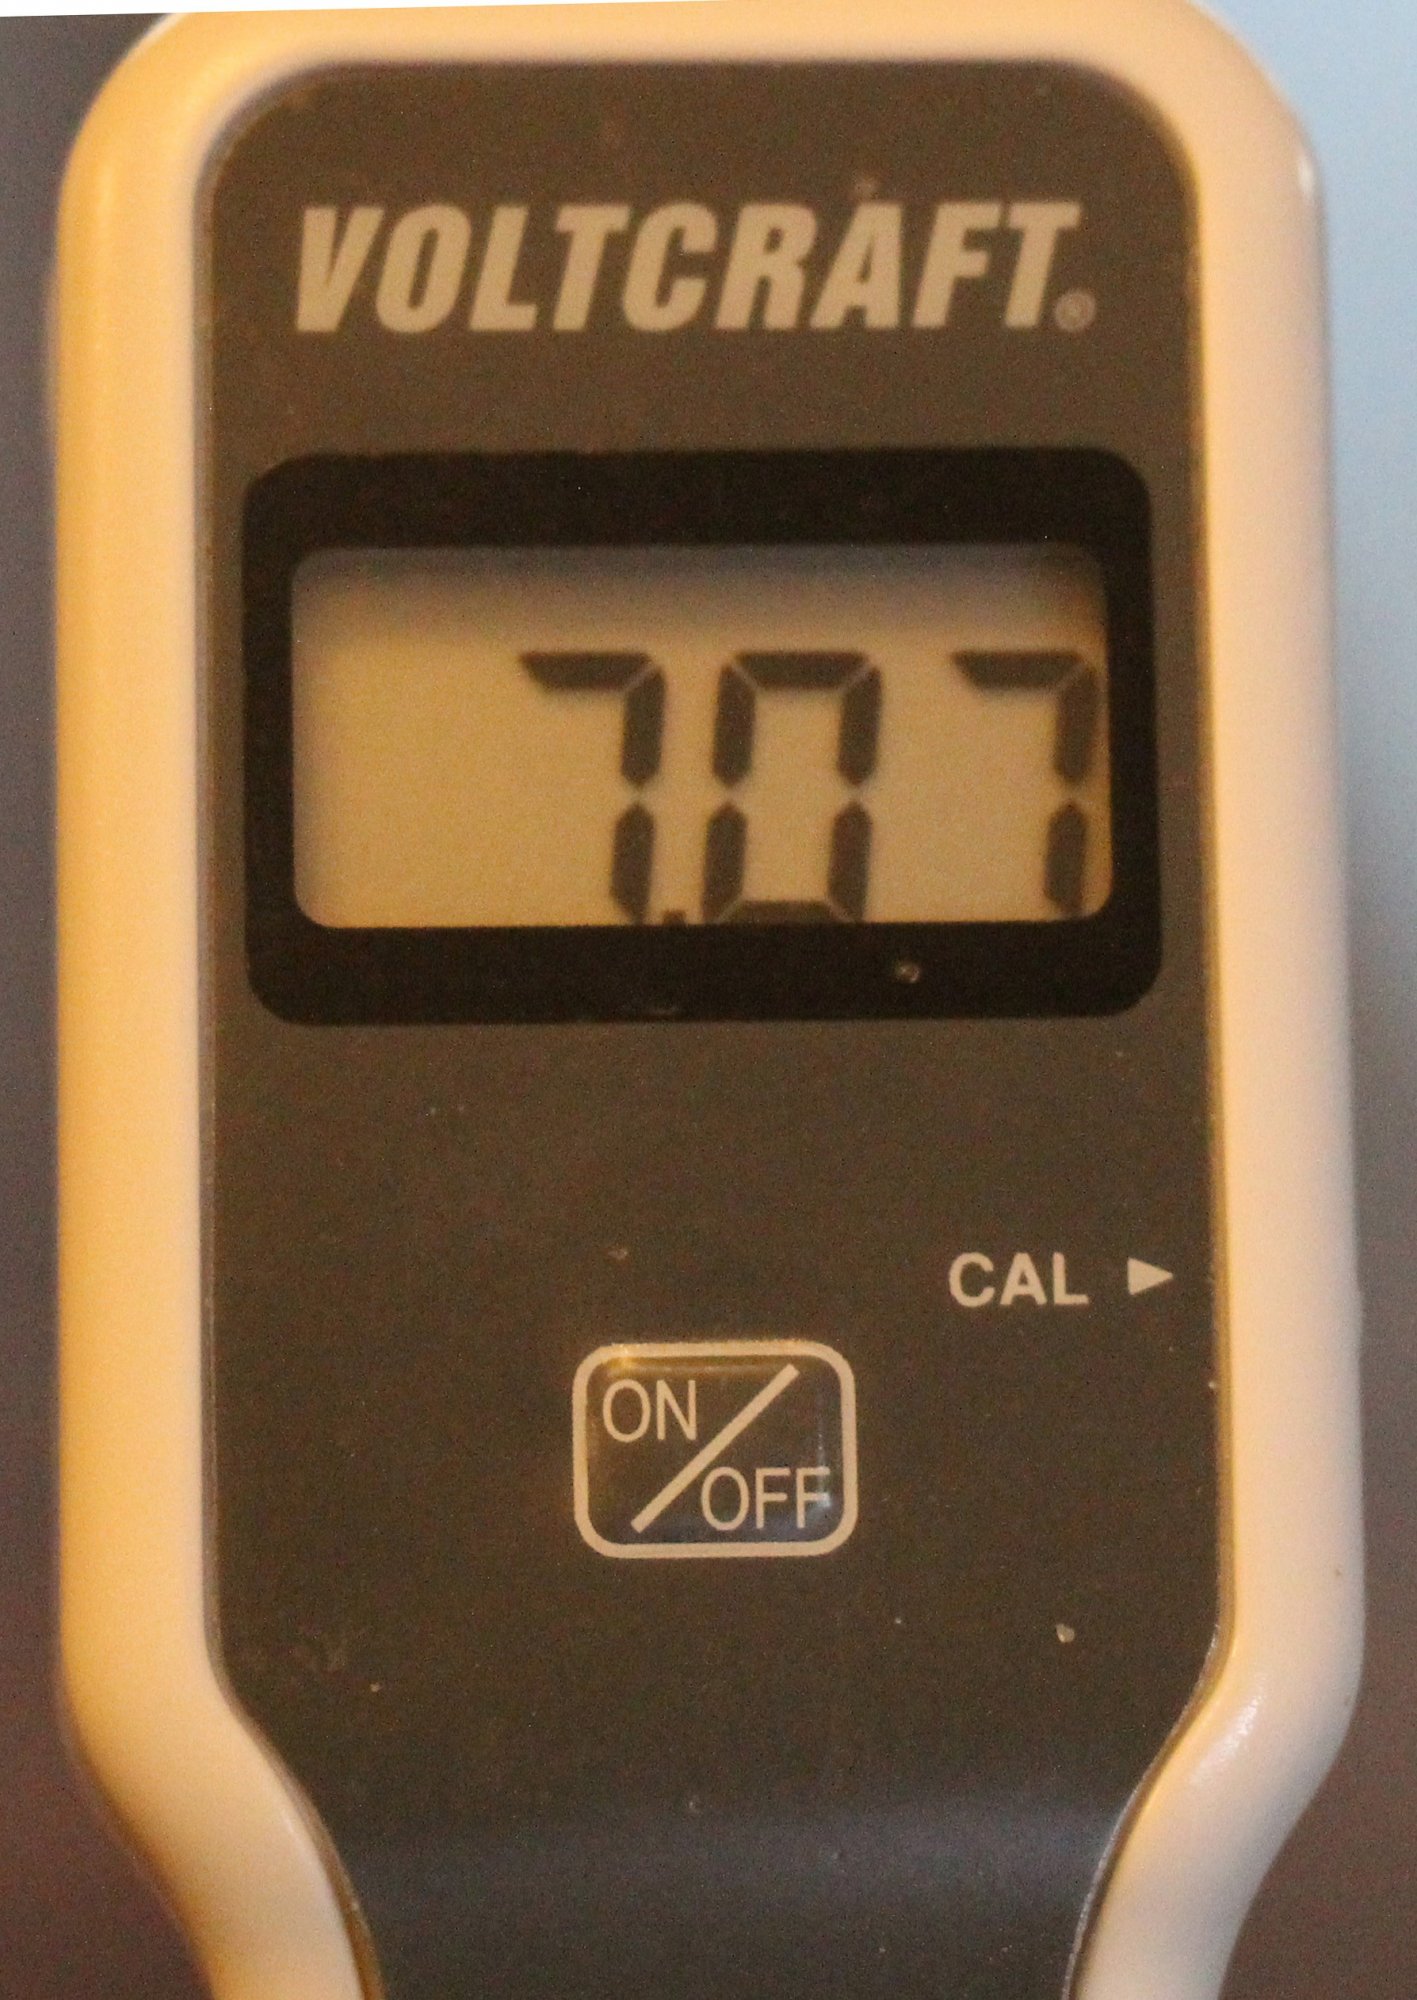 VOLTCRAFT®
7.07
CAL ►
ON/OFF